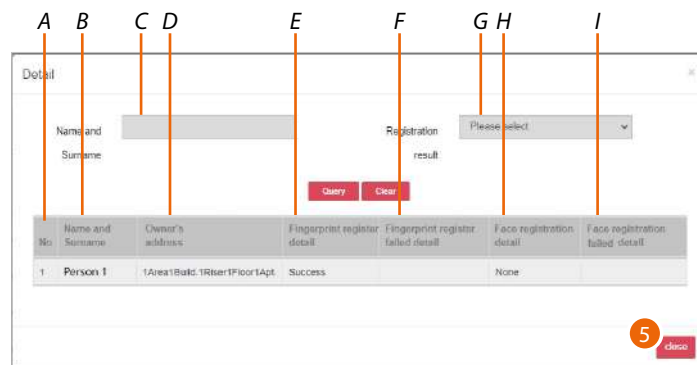 A B C D E F G H I
Detail ×
Name and Surname
Registration result
Please select
Query Clear
No Name and Surname Owner's address Fingerprint register detail Fingerprint register failed detail Face registration detail Face registration failed detail
1 Person 1 1Area1Build.1Riser1Floor1Apt. Success None
5
close